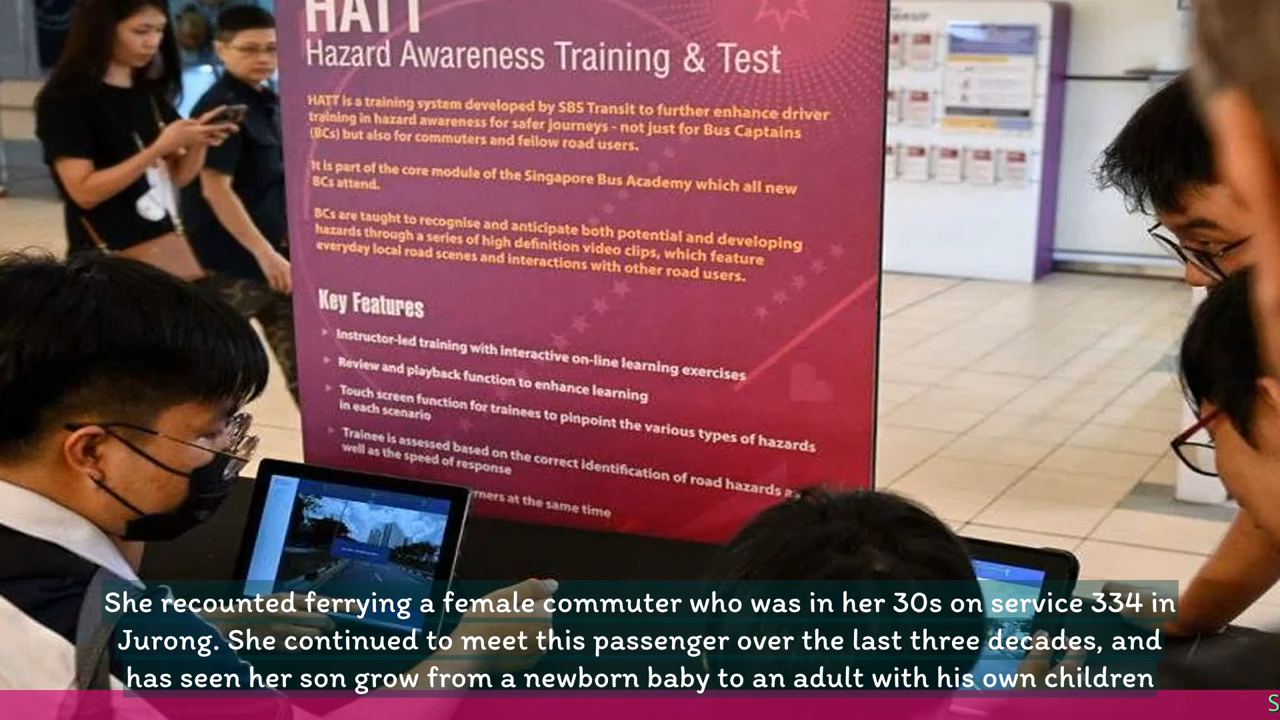 HATT
Hazard Awareness Training & Test
HATT is a training system developed by SBS Transit to further enhance driver
training in hazard awareness for safer journeys - not just for Bus Captains
(BCs) but also for commuters and fellow road users.
It is part of the core module of the Singapore Bus Academy which all new
BCs attend.
BCs are taught to recognise and anticipate both potential and developing
hazards through a series of high definition video clips, which feature
everyday local road scenes and interactions with other road users.
Key Features
Instructor-led training with interactive on-line learning exercises
Review and playback function to enhance learning
Touch screen function for trainees to pinpoint the various types of hazards
in each scenario
Trainee is assessed based on the correct identification of road hazards
well as the speed of response
at the same time
She recounted ferrying a female commuter who was in her 30s on service 334 in
Jurong. She continued to meet this passenger over the last three decades, and
has seen her son grow from a newborn baby to an adult with his own children
S